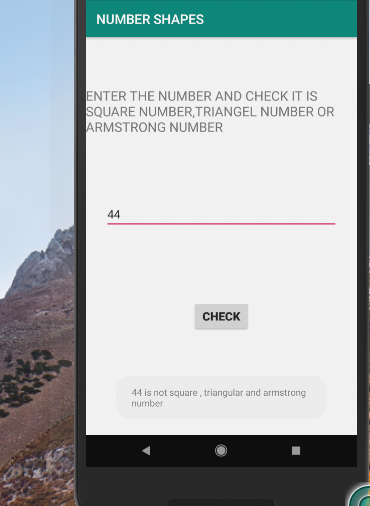 NUMBER SHAPES
ENTER THE NUMBER AND CHECK IT IS
SQUARE NUMBER,TRIANGEL NUMBER OR
ARMSTRONG NUMBER
44
CHECK
44 is not square , triangular and armstrong
number